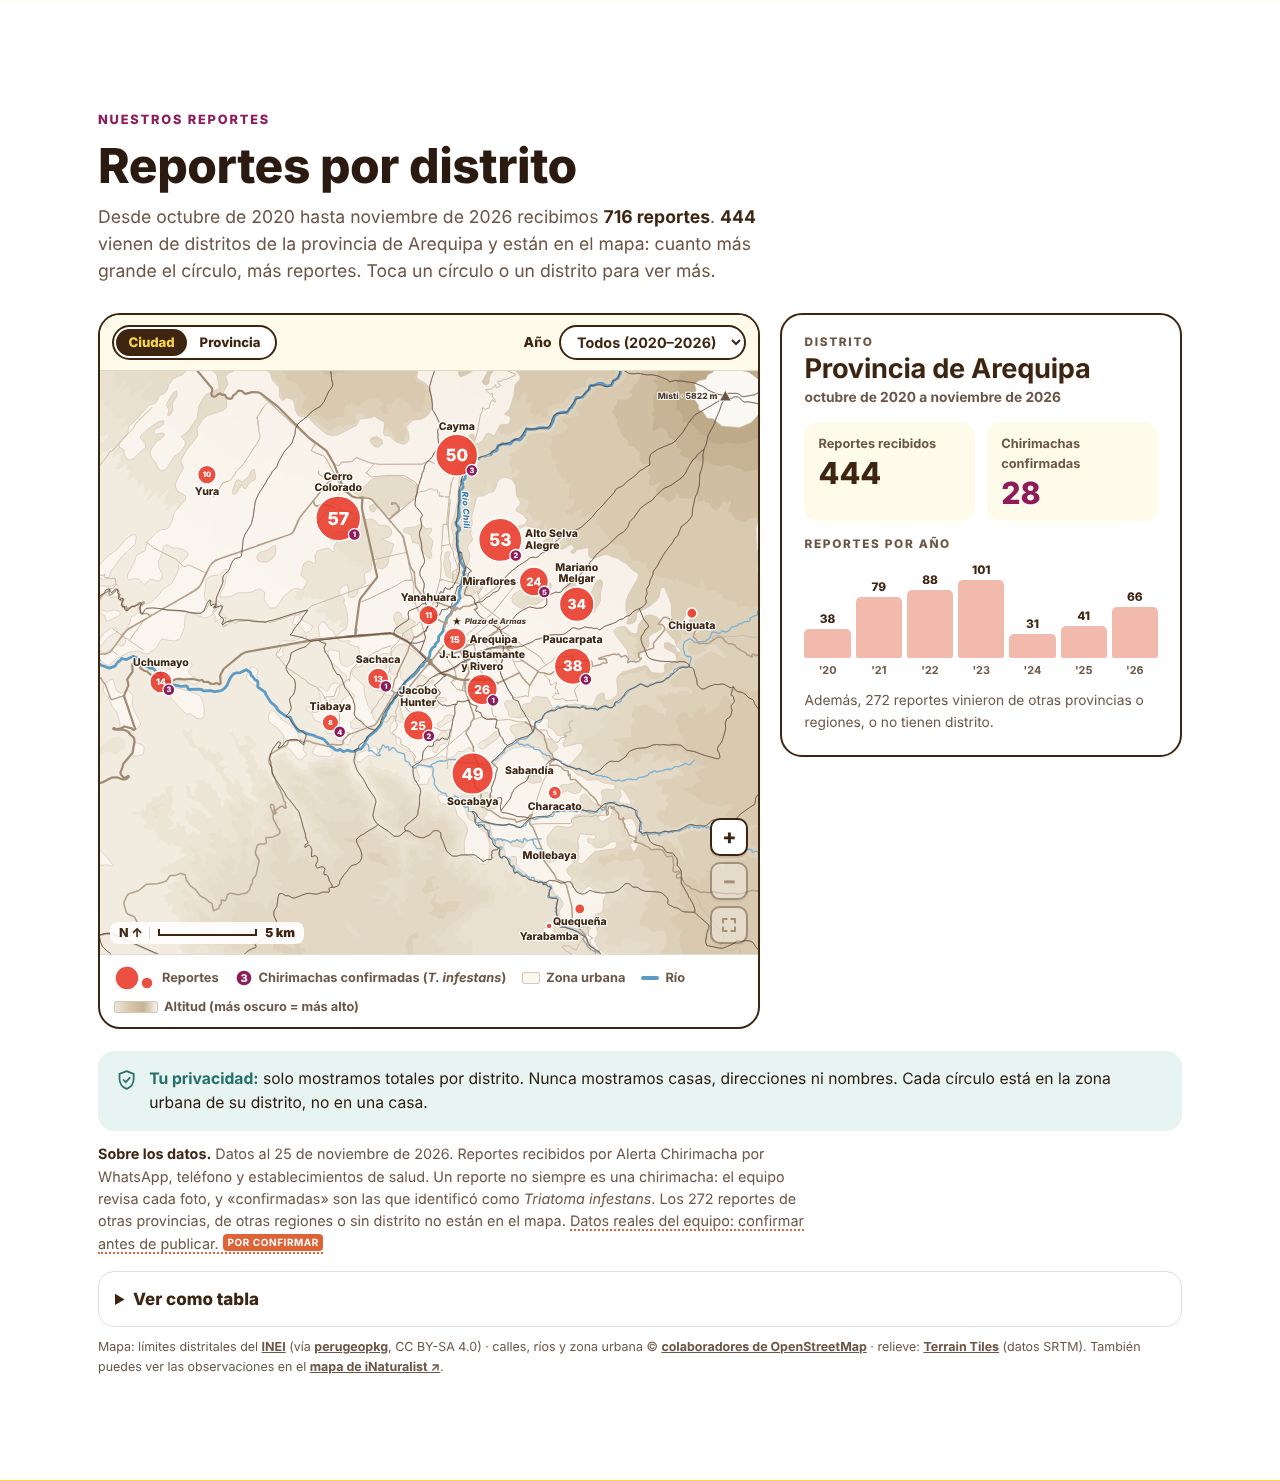 NUESTROS REPORTES
Reportes por distrito
Desde octubre de 2020 hasta noviembre de 2026 recibimos 716 reportes. 444
vienen de distritos de la provincia de Arequipa y están en el mapa: cuanto más
grande el círculo, más reportes. Toca un círculo o un distrito para ver más.
Ciudad
Provincia
Año
Todos (2020–2026)
Misti · 5822 m
Cayma
50
3
10
Yura
Cerro
Colorado
57
1
Río Chili
53
2
Alto Selva
Alegre
Mariano
Melgar
Miraflores
24
5
34
Yanahuara
11
Plaza de Armas
Chiguata
15
Arequipa
Paucarpata
J. L. Bustamante
y Rivero
38
3
Uchumayo
14
3
Sachaca
13
1
26
1
Jacobo
Hunter
Tiabaya
8
4
25
2
49
Sabandía
Socabaya
5
Characato
Mollebaya
Quequeña
Yarabamba
+
−
N ↑
5 km
Reportes
3
Chirimachas confirmadas (T. infestans)
Zona urbana
Río
Altitud (más oscuro = más alto)
DISTRITO
Provincia de Arequipa
octubre de 2020 a noviembre de 2026
Reportes recibidos
444
Chirimachas
confirmadas
28
REPORTES POR AÑO
38
79
88
101
31
41
66
'20
'21
'22
'23
'24
'25
'26
Además, 272 reportes vinieron de otras provincias o
regiones, o no tienen distrito.
Tu privacidad: solo mostramos totales por distrito. Nunca mostramos casas, direcciones ni nombres. Cada círculo está en la zona
urbana de su distrito, no en una casa.
Sobre los datos. Datos al 25 de noviembre de 2026. Reportes recibidos por Alerta Chirimacha por
WhatsApp, teléfono y establecimientos de salud. Un reporte no siempre es una chirimacha: el equipo
revisa cada foto, y «confirmadas» son las que identificó como Triatoma infestans. Los 272 reportes de
otras provincias, de otras regiones o sin distrito no están en el mapa. Datos reales del equipo: confirmar
antes de publicar. POR CONFIRMAR
▶ Ver como tabla
Mapa: límites distritales del INEI (vía perugeopkg, CC BY-SA 4.0) · calles, ríos y zona urbana © colaboradores de OpenStreetMap · relieve: Terrain Tiles (datos SRTM). También
puedes ver las observaciones en el mapa de iNaturalist ↗.